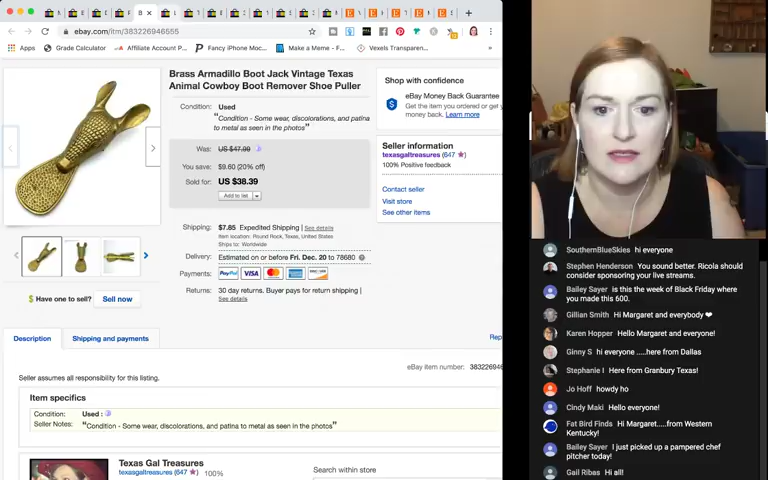 ebay.com/itm/383226946555
Apps
Grade Calculator
Affiliate Account P...
Fancy iPhone Moc...
Make a Meme - F...
Vexels Transparen...
Brass Armadillo Boot Jack Vintage Texas
Animal Cowboy Boot Remover Shoe Puller
Condition: Used
"Condition - Some wear, discolorations, and patina
to metal as seen in the photos"
Was: US $47.99
You save: $9.60 (20% off)
Sold for: US $38.39
Add to list
Shipping: $7.85 Expedited Shipping | See details
Item location: Round Rock, Texas, United States
Ships to: Worldwide
Delivery: Estimated on or before Fri. Dec. 20 to 78680
Payments: PayPal VISA
Returns: 30 day returns. Buyer pays for return shipping |
See details
Have one to sell? Sell now
Shop with confidence
eBay Money Back Guarantee
Get the item you ordered or get y
money back. Learn more
Seller information
texasgaltreasures (647 )
100% Positive feedback
Contact seller
Visit store
See other items
Description
Shipping and payments
Rep
eBay item number: 383226946
Seller assumes all responsibility for this listing.
Item specifics
Condition: Used :
Seller Notes: "Condition - Some wear, discolorations, and patina to metal as seen in the photos"
Texas Gal Treasures
texasgaltreasures (647 ) 100%
Search within store
SouthernBlueSkies hi everyone
Stephen Henderson You sound better. Ricola should
consider sponsoring your live streams.
Bailey Sayer is this the week of Black Friday where
you made this 600.
Gillian Smith Hi Margaret and everybody ❤
Karen Hopper Hello Margaret and everyone!
Ginny S hi everyone .....here from Dallas
Stephanie I Here from Granbury Texas!
Jo Hoff howdy ho
Cindy Maki Hello everyone!
Fat Bird Finds Hi Margaret.....from Western
Kentucky!
Bailey Sayer I just picked up a pampered chef
pitcher today!
Gail Ribas Hi all!